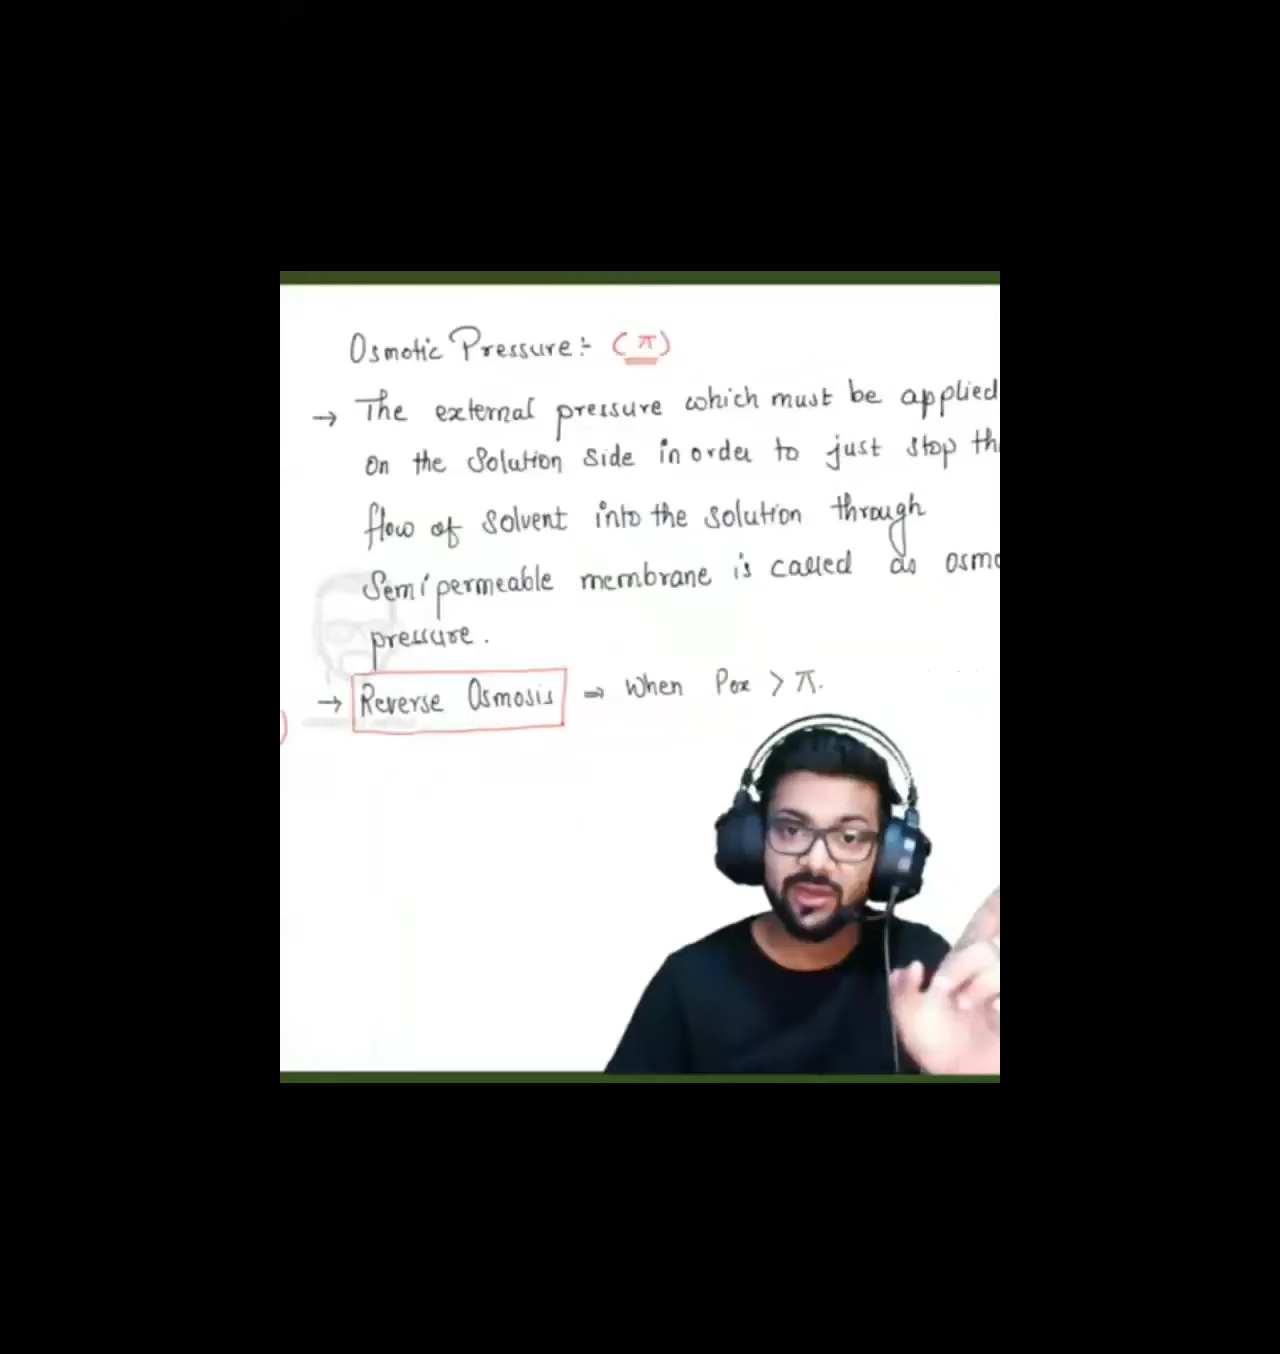 Osmotic Pressure :- (π)
→ The external pressure which must be applied
on the solution side in order to just stop th
flow of solvent into the solution through
Semipermeable membrane is called as osmo
pressure.
→ Reverse Osmosis ⇒ When Pex > π.